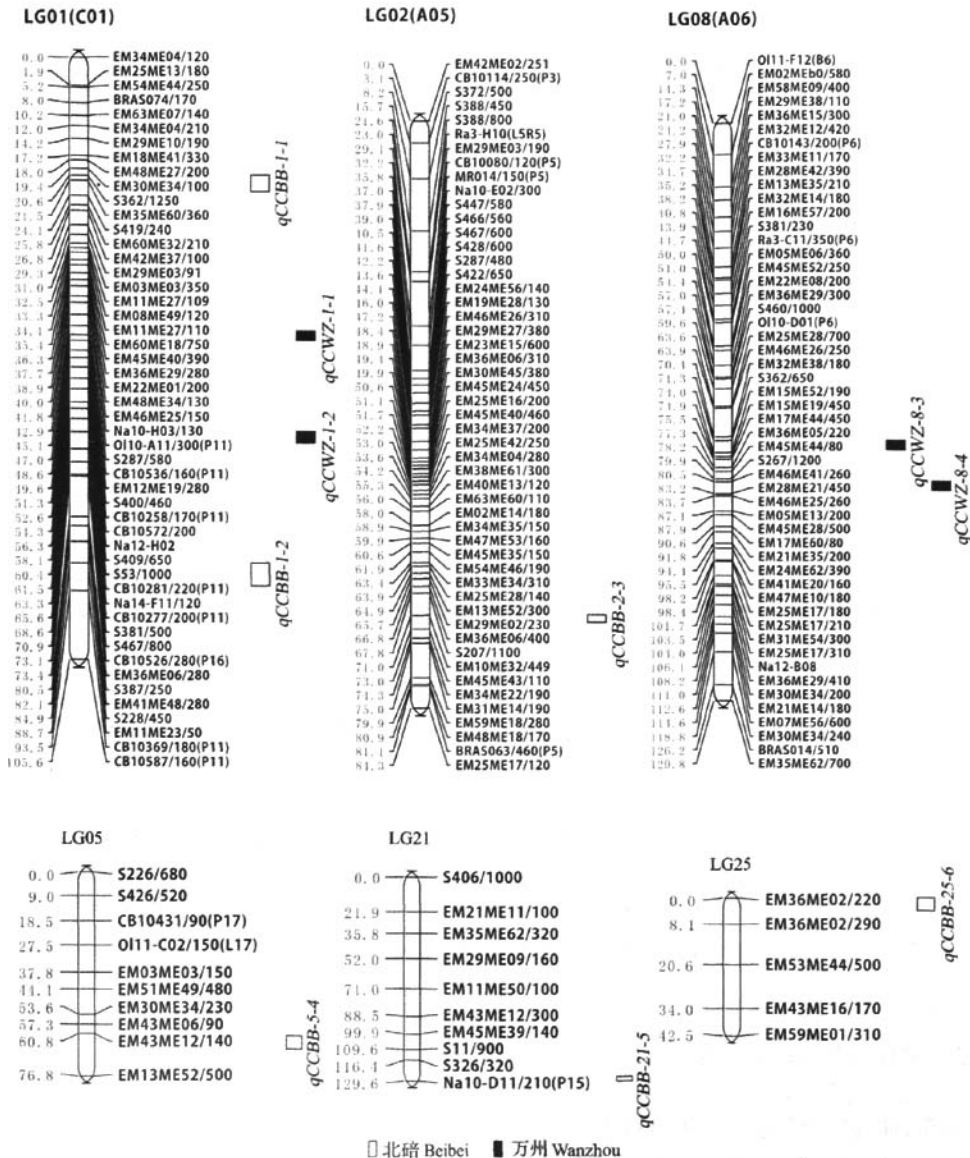 LG01(C01)
0.0 EM34ME04/120
4.9 EM25ME13/180
5.2 EM54ME44/250
8.0 BRAS074/170
10.2 EM63ME07/140
12.0 EM34ME04/210
14.2 EM29ME10/190
17.2 EM18ME41/330
18.0 EM48ME27/200
19.4 EM30ME34/100
20.6 S362/1250
21.5 EM35ME60/360
24.1 S419/240
25.8 EM60ME32/210
26.8 EM42ME37/100
29.3 EM29ME03/91
31.0 EM03ME03/350
32.5 EM11ME27/109
33.3 EM08ME49/120
34.1 EM11ME27/110
35.4 EM60ME18/750
36.3 EM45ME40/390
37.7 EM36ME29/280
38.9 EM22ME01/200
40.0 EM48ME34/130
41.8 EM46ME25/150
42.9 Na10-H03/130
45.1 Ol10-A11/300(P11)
47.0 S287/580
48.6 CB10536/160(P11)
49.6 EM12ME19/280
51.3 S400/460
52.6 CB10258/170(P11)
54.3 CB10572/200
56.3 Na12-H02
58.1 S409/650
60.4 S53/1000
61.5 CB10281/220(P11)
63.3 Na14-F11/120
65.6 CB10277/200(P11)
68.6 S381/500
70.9 S467/800
73.1 CB10526/280(P16)
73.4 EM36ME06/280
80.5 S387/250
82.1 EM41ME48/280
84.9 S228/450
88.7 EM11ME23/50
93.5 CB10369/180(P11)
105.6 CB10587/160(P11)
qCCBB-1-1
qCCWZ-1-1
qCCWZ-1-2
qCCBB-1-2
LG02(A05)
0.0 EM42ME02/251
3.1 CB10114/250(P3)
8.2 S372/500
15.7 S388/450
21.6 S388/800
23.0 Ra3-H10(L5R5)
29.1 EM29ME03/190
32.2 CB10080/120(P5)
35.8 MR014/150(P5)
37.0 Na10-E02/300
37.9 S447/580
39.0 S466/560
S467/600
41.6 S428/600
42.2 S287/480
43.6 S422/650
EM24ME56/140
EM19ME28/130
EM46ME26/310
EM29ME27/380
EM23ME15/600
EM36ME06/310
EM30ME45/380
50.6 EM45ME24/450
51.1 EM25ME16/200
51.7 EM45ME40/460
52.2 EM34ME37/200
53.0 EM25ME42/250
53.6 EM34ME04/280
54.2 EM38ME61/300
55.3 EM40ME13/120
56.0 EM63ME60/110
58.0 EM02ME14/180
58.9 EM34ME35/150
59.9 EM47ME53/160
60.6 EM45ME35/150
61.9 EM54ME46/190
63.4 EM33ME34/310
63.9 EM25ME28/140
64.9 EM13ME52/300
65.7 EM29ME02/230
66.8 EM36ME06/400
67.8 S207/1100
71.0 EM10ME32/449
73.0 EM45ME43/110
74.3 EM34ME22/190
75.0 EM31ME14/190
79.9 EM59ME18/280
80.9 EM48ME18/170
81.1 BRAS063/460(P5)
84.3 EM25ME17/120
qCCBB-2-3
LG08(A06)
0.0 Ol11-F12(B6)
7.0 EM02ME60/580
14.3 EM58ME09/400
17.2 EM29ME38/110
21.0 EM36ME15/300
21.2 EM32ME12/420
27.9 CB10143/200(P6)
EM33ME11/170
31.7 EM28ME42/390
35.2 EM13ME35/210
38.2 EM32ME14/180
40.8 EM16ME57/200
43.9 S381/230
44.7 Ra3-C11/350(P6)
50.0 EM05ME06/360
51.0 EM45ME52/250
54.4 EM22ME08/200
57.0 EM36ME29/300
57.4 S460/1000
59.6 Ol10-D01(P6)
63.6 EM25ME28/700
63.9 EM46ME26/250
70.4 EM32ME38/180
74.3 S362/650
74.9 EM15ME52/190
75.0 EM15ME19/450
75.5 EM17ME44/450
77.3 EM36ME05/220
78.2 EM45ME44/80
79.9 S267/1200
80.5 EM46ME41/260
83.2 EM28ME21/450
83.7 EM46ME25/260
87.1 EM05ME13/200
87.9 EM45ME28/500
90.6 EM17ME60/80
91.8 EM21ME35/200
94.1 EM24ME62/390
95.5 EM41ME20/160
98.2 EM47ME10/180
98.4 EM25ME17/180
101.7 EM25ME17/210
103.5 EM31ME54/300
104.0 EM25ME17/310
106.1 Na12-B08
108.2 EM36ME29/410
111.0 EM30ME34/200
112.6 EM21ME14/180
114.6 EM07ME56/600
118.8 EM30ME34/240
126.2 BRAS014/510
129.8 EM35ME62/700
qCCWZ-8-3
qCCWZ-8-4
LG05
0.0 S226/680
9.0 S426/520
18.5 CB10431/90(P17)
27.5 Ol11-C02/150(L17)
37.8 EM03ME03/150
44.1 EM51ME49/480
53.6 EM30ME34/230
57.3 EM43ME06/90
60.8 EM43ME12/140
76.8 EM13ME52/500
qCCBB-5-4
LG21
0.0 S406/1000
21.9 EM21ME11/100
35.8 EM35ME62/320
52.0 EM29ME09/160
71.0 EM11ME50/100
88.5 EM43ME12/300
99.9 EM45ME39/140
109.6 S11/900
116.4 S326/320
129.6 Na10-D11/210(P15)
qCCBB-21-5
LG25
0.0 EM36ME02/220
8.1 EM36ME02/290
20.6 EM53ME44/500
34.0 EM43ME16/170
42.5 EM59ME01/310
qCCBB-25-6
北碚 Beibei 万州 Wanzhou